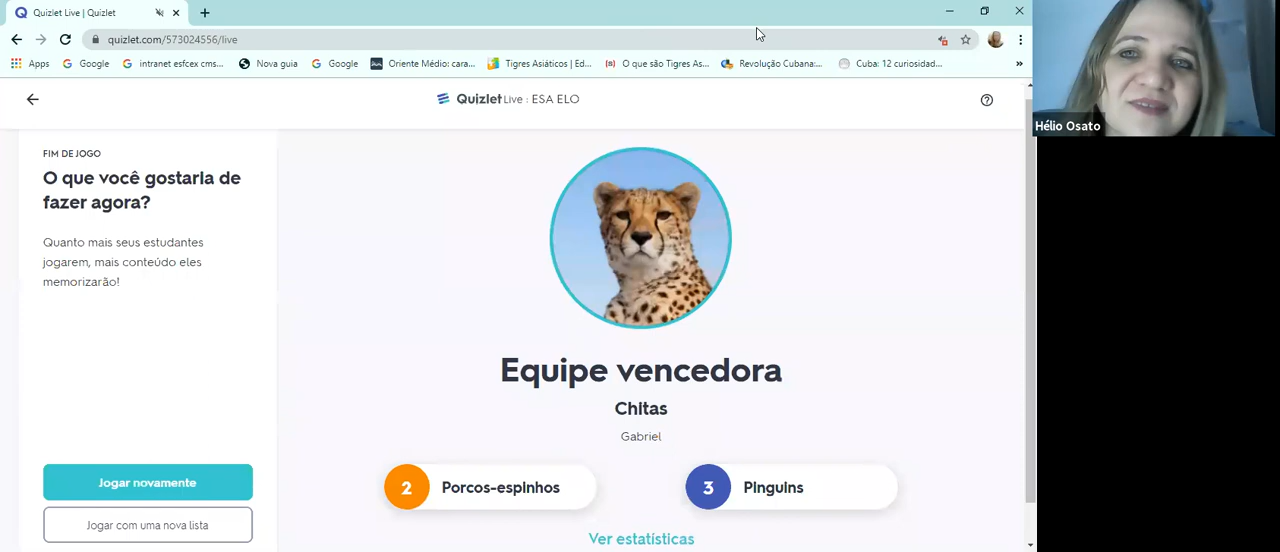 Quizlet Live | Quizlet
quizlet.com/573024556/live
Apps
Google
intranet esfcex cms...
Nova guia
Google
Oriente Médio: cara...
Tigres Asiáticos | Ed...
O que são Tigres As...
Revolução Cubana:...
Cuba: 12 curiosidad...
»
Quizlet Live : ESA ELO
Hélio Osato
FIM DE JOGO
O que você gostaria de
fazer agora?
Quanto mais seus estudantes
jogarem, mais conteúdo eles
memorizarão!
Jogar novamente
Jogar com uma nova lista
Equipe vencedora
Chitas
Gabriel
2 Porcos-espinhos
3 Pinguins
Ver estatísticas